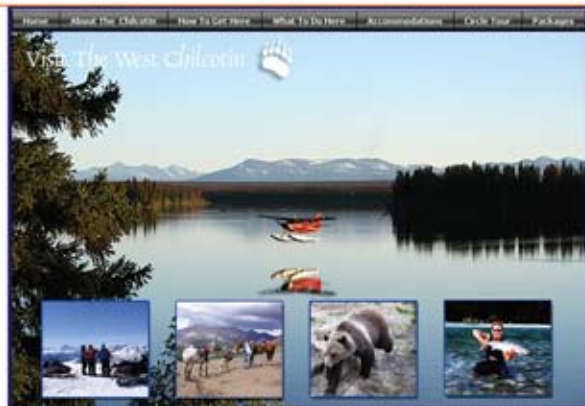 Home About The Chilcotin How To Get Here What To Do Here Accommodations Circle Tour Packages
Visit The West Chilcotin